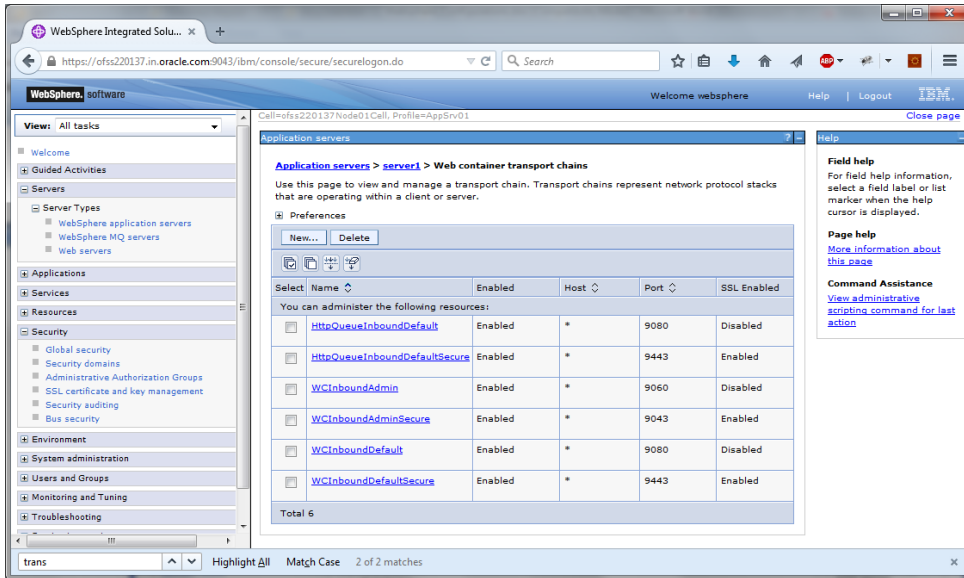 WebSphere Integrated Solu...
https://ofss220137.in.oracle.com:9043/ibm/console/secure/securelogon.do
Search
ABP
WebSphere. software
Welcome websphere
Help | Logout
IBM.
View: All tasks
Welcome
Guided Activities
Servers
Server Types
WebSphere application servers
WebSphere MQ servers
Web servers
Applications
Services
Resources
Security
Global security
Security domains
Administrative Authorization Groups
SSL certificate and key management
Security auditing
Bus security
Environment
System administration
Users and Groups
Monitoring and Tuning
Troubleshooting
Cell=ofss220137Node01Cell, Profile=AppSrv01
Close page
Application servers
?
Application servers > server1 > Web container transport chains
Use this page to view and manage a transport chain. Transport chains represent network protocol stacks
that are operating within a client or server.
Preferences
New... Delete
Select Name Enabled Host Port SSL Enabled
You can administer the following resources:
HttpQueueInboundDefault Enabled * 9080 Disabled
HttpQueueInboundDefaultSecure Enabled * 9443 Enabled
WCInboundAdmin Enabled * 9060 Disabled
WCInboundAdminSecure Enabled * 9043 Enabled
WCInboundDefault Enabled * 9080 Disabled
WCInboundDefaultSecure Enabled * 9443 Enabled
Total 6
Help
Field help
For field help information,
select a field label or list
marker when the help
cursor is displayed.
Page help
More information about
this page
Command Assistance
View administrative
scripting command for last
action
trans
Highlight All Match Case 2 of 2 matches